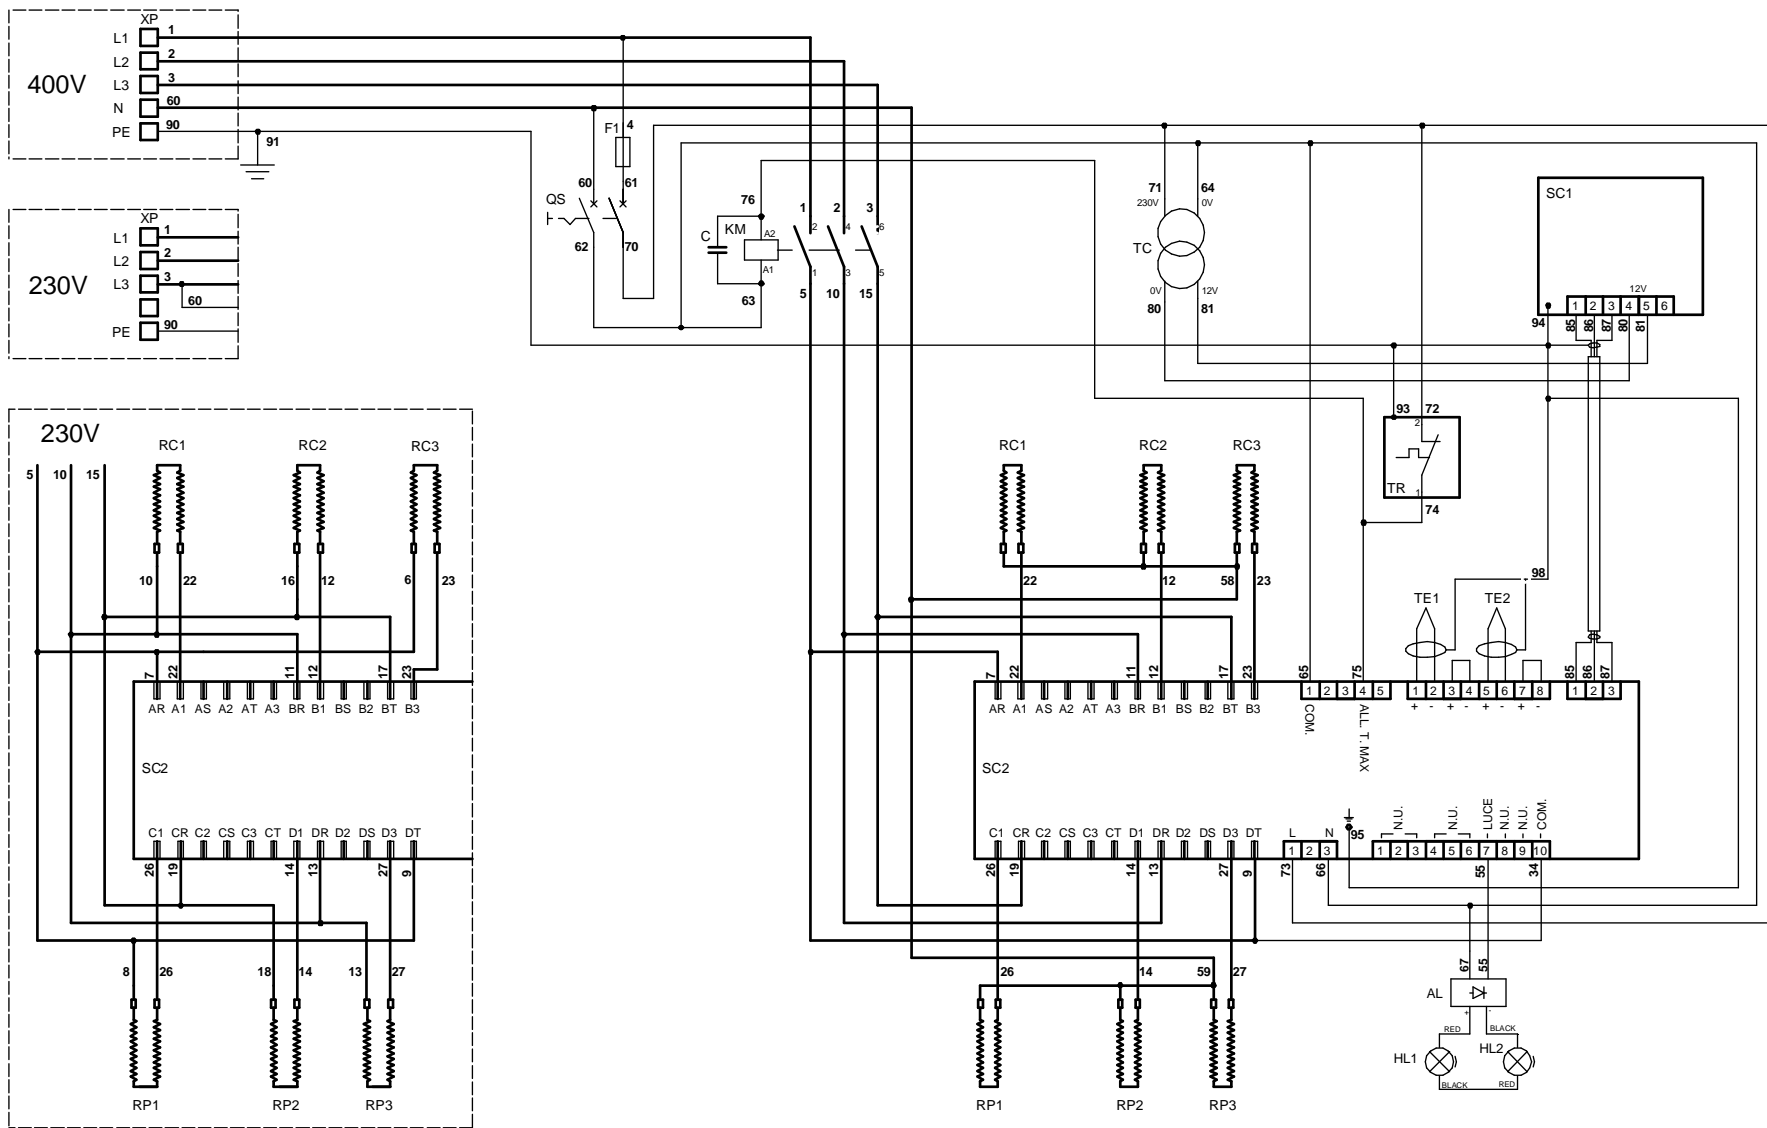 XP
L1 1
L2 2
400V
L3 3
N 60
PE 90
91
F1 4
XP
L1 1
L2 2
230V
L3 3
60
PE 90
QS
60 61
62 70
76
C KM
A2
A1
63
1 2 3
2 4 6
1 3 5
5 10 15
71 64
230V 0V
TC
0V 12V
80 81
SC1
12V
1 2 3 4 5 6
94 85 86 87 80 81
93 72
2
TR 1
74
230V
5 10 15
RC1 RC2 RC3
10 22 16 12 6 23
7 22 11 12 17 23
AR A1 AS A2 AT A3 BR B1 BS B2 BT B3
SC2
C1 CR C2 CS C3 CT D1 DR D2 DS D3 DT
26 19 14 13 27 9
8 26 18 14 13 27
RP1 RP2 RP3
RC1 RC2 RC3
22 12 58 23
98
TE1 TE2
7 22 11 12 17 23 65 75 85 86 87
AR A1 AS A2 AT A3 BR B1 BS B2 BT B3
1 2 3 4 5
1 2 3 4 5 6 7 8
+ - + - + - + -
1 2 3
COM.
ALL. T. MAX
SC2
C1 CR C2 CS C3 CT D1 DR D2 DS D3 DT
L N
95
N.U. N.U. LUCE N.U. N.U. COM.
1 2 3
1 2 3 4 5 6 7 8 9 10
26 19 14 13 27 9 73 66 55 34
26 14 59 27
67 55
AL
+ -
RED BLACK
HL1 HL2
BLACK RED
RP1 RP2 RP3